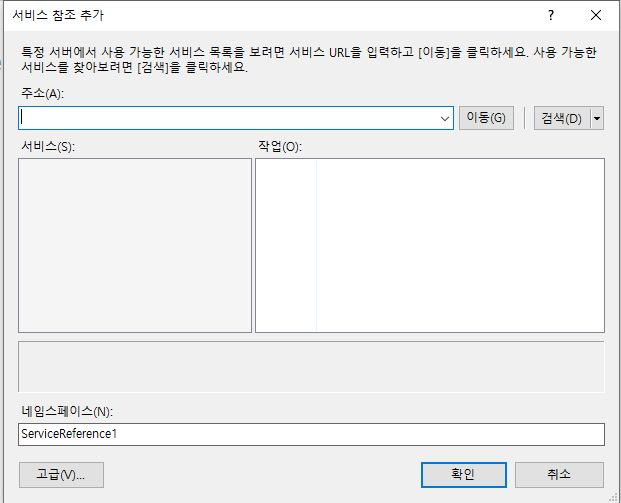 서비스 참조 추가
?
특정 서버에서 사용 가능한 서비스 목록을 보려면 서비스 URL을 입력하고 [이동]을 클릭하세요. 사용 가능한
서비스를 찾아보려면 [검색]을 클릭하세요.
주소(A):
이동(G)
검색(D)
서비스(S):
작업(O):
네임스페이스(N):
ServiceReference1
고급(V)...
확인
취소